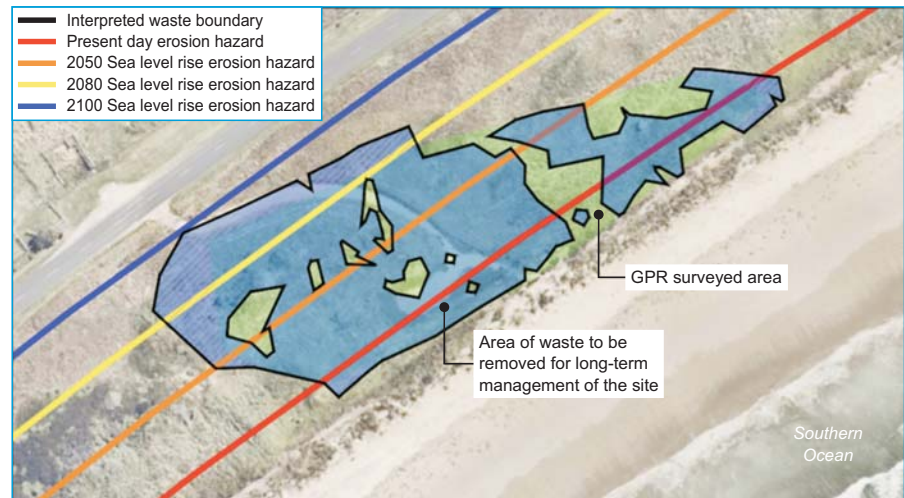 Interpreted waste boundary
Present day erosion hazard
2050 Sea level rise erosion hazard
2080 Sea level rise erosion hazard
2100 Sea level rise erosion hazard
GPR surveyed area
Area of waste to be
removed for long-term
management of the site
Southern
Ocean